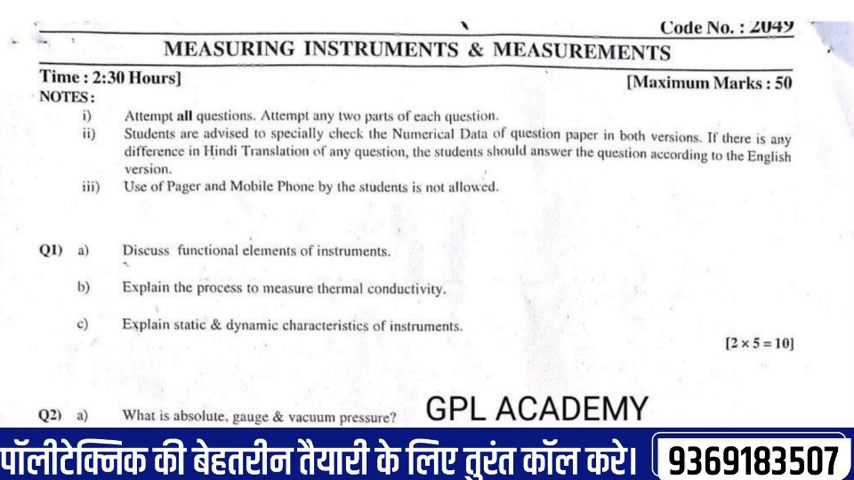 Code No. : 2049
MEASURING INSTRUMENTS & MEASUREMENTS
Time : 2:30 Hours]
[Maximum Marks : 50
NOTES :
i) Attempt all questions. Attempt any two parts of each question.
ii) Students are advised to specially check the Numerical Data of question paper in both versions. If there is any
difference in Hindi Translation of any question, the students should answer the question according to the English
version.
iii) Use of Pager and Mobile Phone by the students is not allowed.
Q1) a) Discuss functional elements of instruments.
b) Explain the process to measure thermal conductivity.
c) Explain static & dynamic characteristics of instruments.
[2 × 5 = 10]
Q2) a) What is absolute, gauge & vacuum pressure?
GPL ACADEMY
पॉलीटेक्निक की बेहतरीन तैयारी के लिए तुरंत कॉल करे। 9369183507